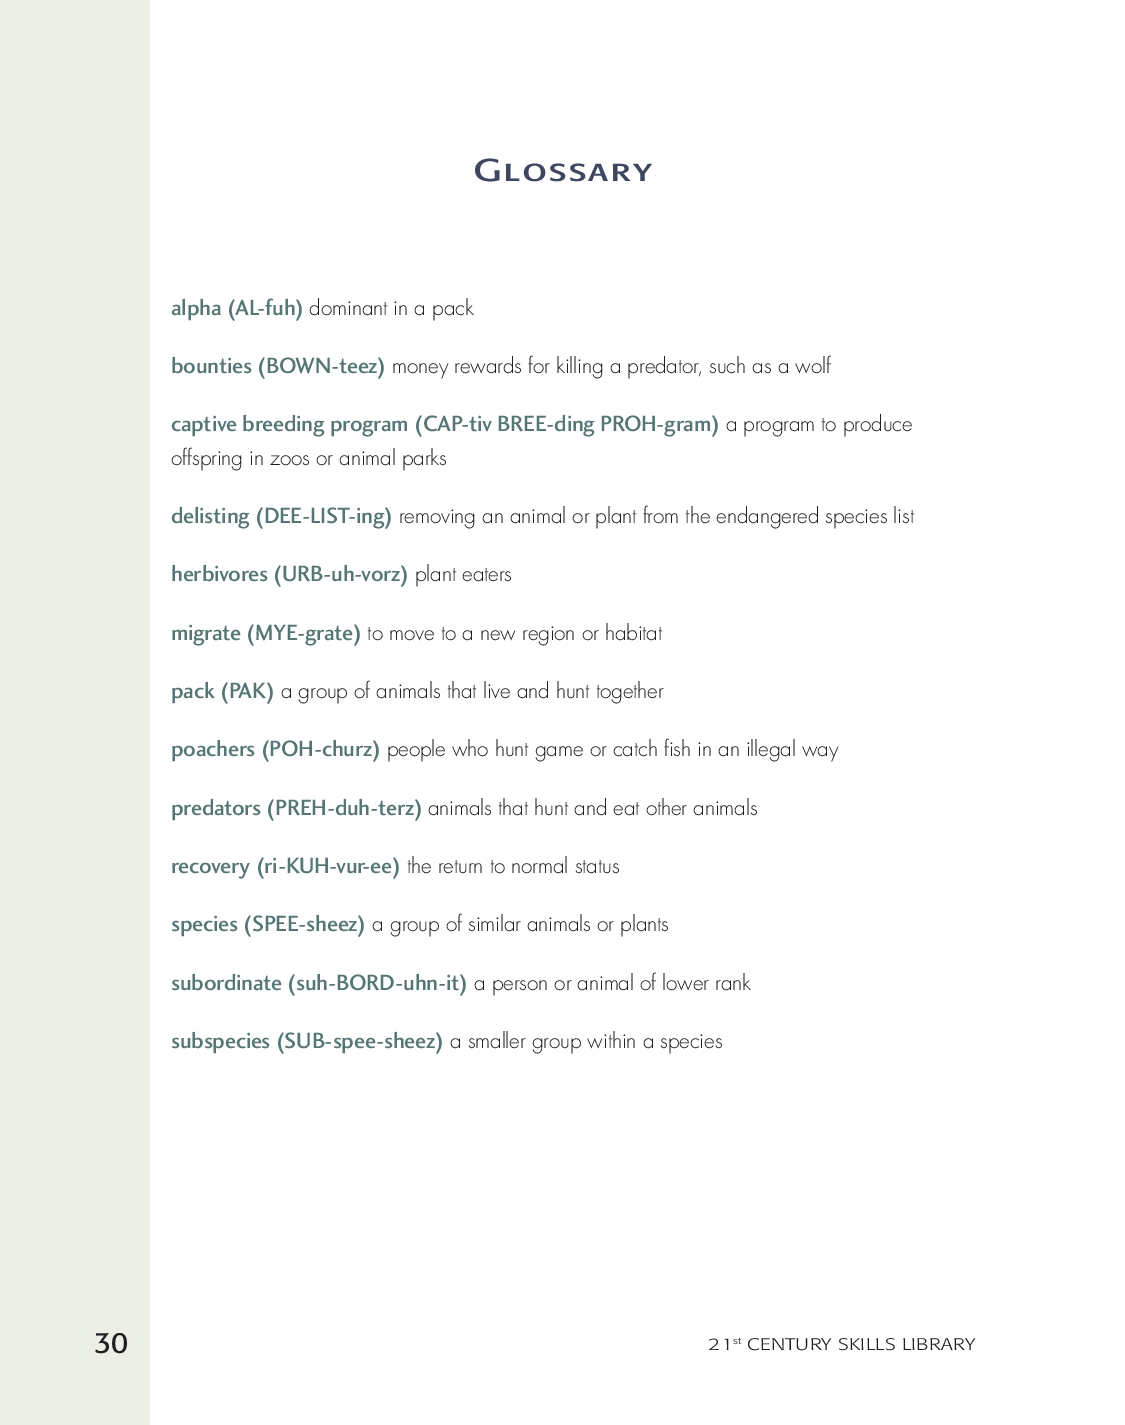 Glossary
alpha (AL-fuh) dominant in a pack
bounties (BOWN-teez) money rewards for killing a predator, such as a wolf
captive breeding program (CAP-tiv BREE-ding PROH-gram) a program to produce
offspring in zoos or animal parks
delisting (DEE-LIST-ing) removing an animal or plant from the endangered species list
herbivores (URB-uh-vorz) plant eaters
migrate (MYE-grate) to move to a new region or habitat
pack (PAK) a group of animals that live and hunt together
poachers (POH-churz) people who hunt game or catch fish in an illegal way
predators (PREH-duh-terz) animals that hunt and eat other animals
recovery (ri-KUH-vur-ee) the return to normal status
species (SPEE-sheez) a group of similar animals or plants
subordinate (suh-BORD-uhn-it) a person or animal of lower rank
subspecies (SUB-spee-sheez) a smaller group within a species
30
21st CENTURY SKILLS LIBRARY